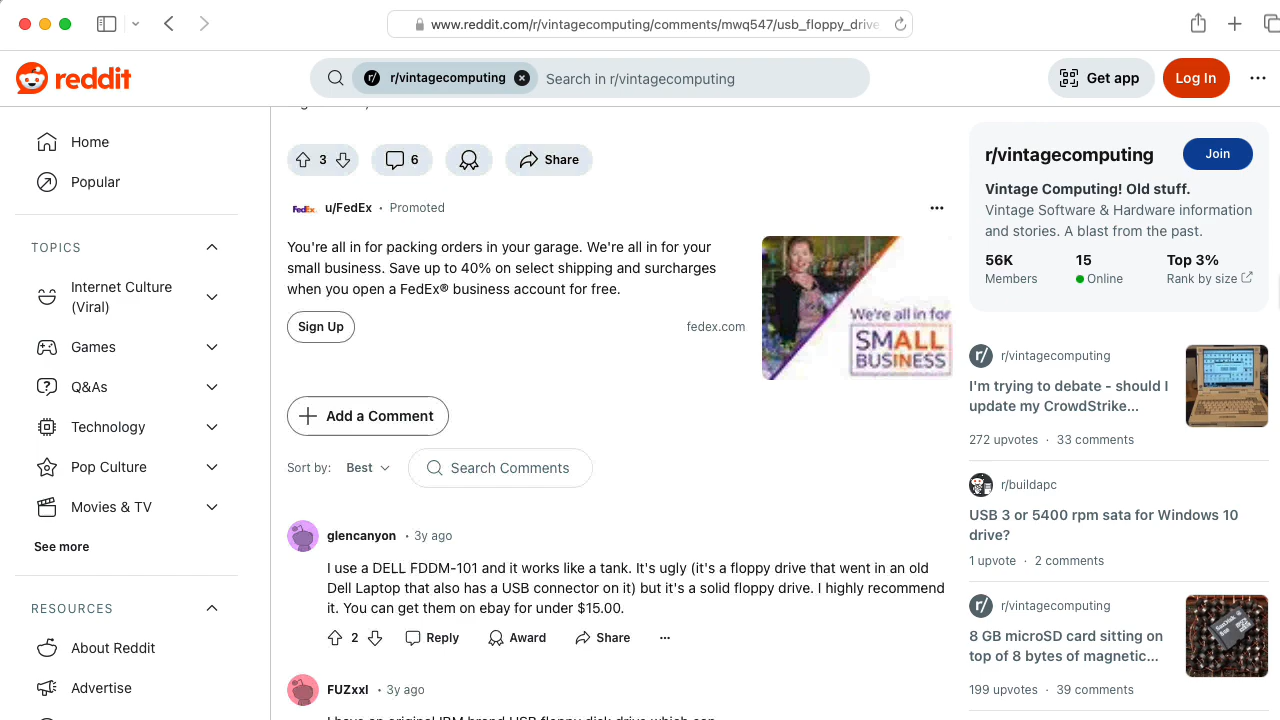 www.reddit.com/r/vintagecomputing/comments/mwq547/usb_floppy_drive
reddit
r/vintagecomputing
Search in r/vintagecomputing
Get app
Log In
Home
Popular
TOPICS
Internet Culture
(Viral)
Games
Q&As
Technology
Pop Culture
Movies & TV
See more
RESOURCES
About Reddit
Advertise
3
6
Share
FedEx
u/FedEx • Promoted
You're all in for packing orders in your garage. We're all in for your
small business. Save up to 40% on select shipping and surcharges
when you open a FedEx® business account for free.
Sign Up
fedex.com
We're all in for
SMALL
BUSINESS
Add a Comment
Sort by: Best
Search Comments
glencanyon • 3y ago
I use a DELL FDDM-101 and it works like a tank. It's ugly (it's a floppy drive that went in an old
Dell Laptop that also has a USB connector on it) but it's a solid floppy drive. I highly recommend
it. You can get them on ebay for under $15.00.
2 Reply Award Share
FUZxxl • 3y ago
I have an original IBM brand USB floppy disk drive which can
r/vintagecomputing
Join
Vintage Computing! Old stuff.
Vintage Software & Hardware information
and stories. A blast from the past.
56K 15 Top 3%
Members Online Rank by size
r/ r/vintagecomputing
I'm trying to debate - should I
update my CrowdStrike...
272 upvotes · 33 comments
r/buildapc
USB 3 or 5400 rpm sata for Windows 10
drive?
1 upvote · 2 comments
r/ r/vintagecomputing
8 GB microSD card sitting on
top of 8 bytes of magnetic...
199 upvotes · 39 comments